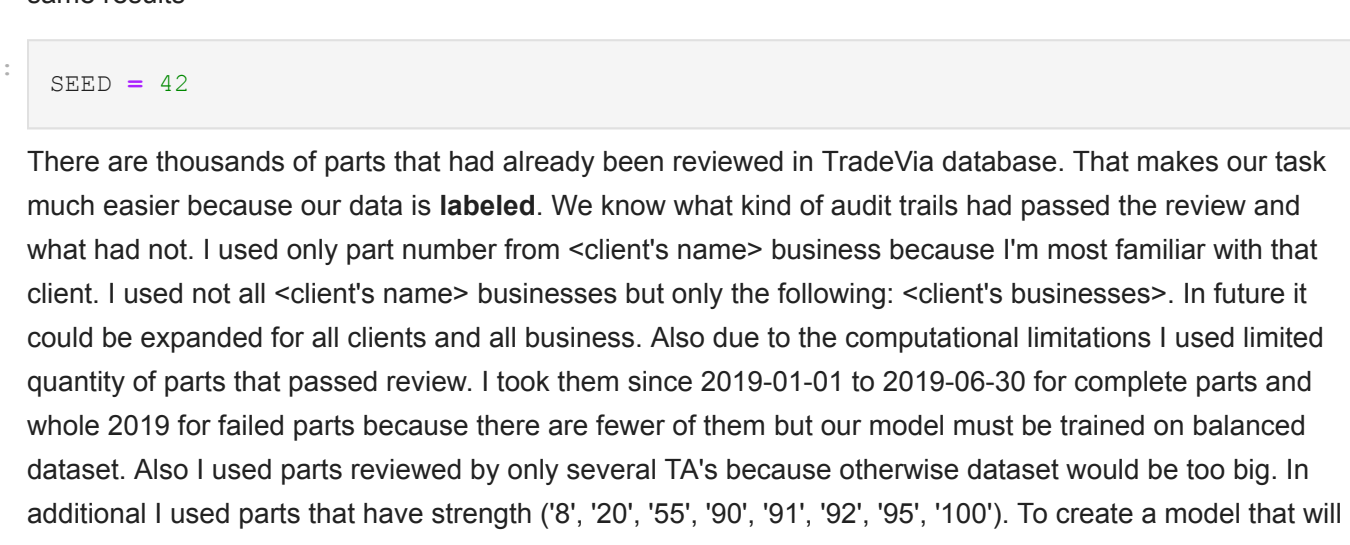 same results
:
SEED = 42
There are thousands of parts that had already been reviewed in TradeVia database. That makes our task
much easier because our data is labeled. We know what kind of audit trails had passed the review and
what had not. I used only part number from <client's name> business because I'm most familiar with that
client. I used not all <client's name> businesses but only the following: <client's businesses>. In future it
could be expanded for all clients and all business. Also due to the computational limitations I used limited
quantity of parts that passed review. I took them since 2019-01-01 to 2019-06-30 for complete parts and
whole 2019 for failed parts because there are fewer of them but our model must be trained on balanced
dataset. Also I used parts reviewed by only several TA's because otherwise dataset would be too big. In
additional I used parts that have strength ('8', '20', '55', '90', '91', '92', '95', '100'). To create a model that will